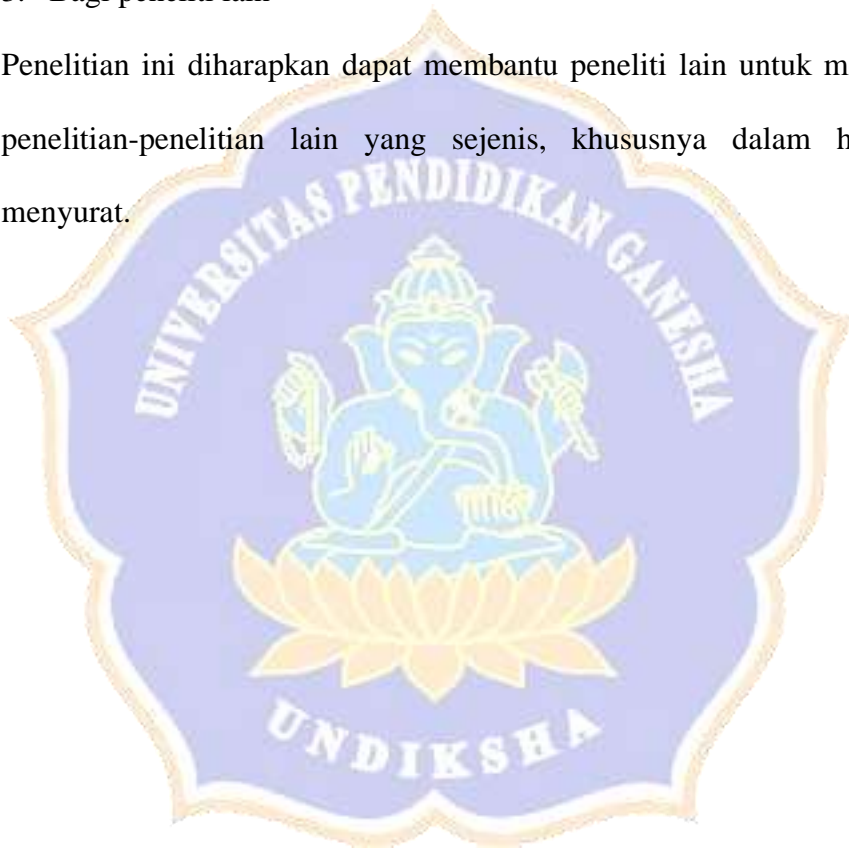 Penelitian ini diharapkan dapat membantu peneliti lain untuk
penelitian-penelitian lain yang sejenis, khususnya dalam
menyurat.
UNIVERSITAS PENDIDIKAN GANESHA
UNDIKSHA